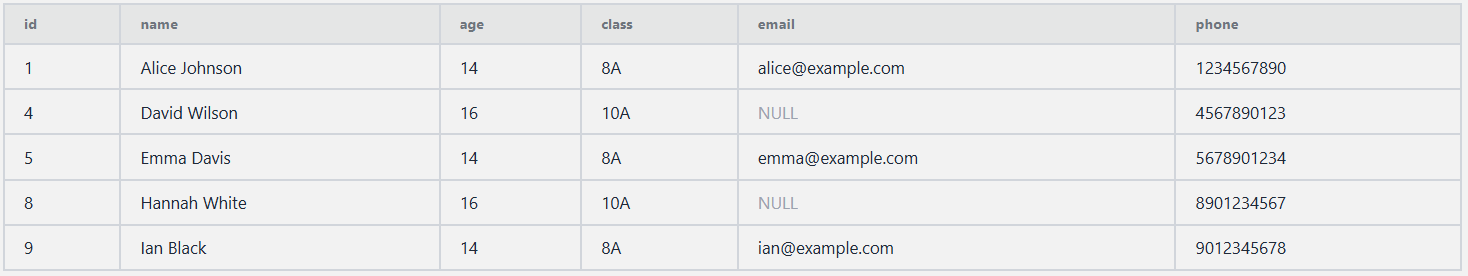 id name age class email phone
1 Alice Johnson 14 8A alice@example.com 1234567890
4 David Wilson 16 10A NULL 4567890123
5 Emma Davis 14 8A emma@example.com 5678901234
8 Hannah White 16 10A NULL 8901234567
9 Ian Black 14 8A ian@example.com 9012345678